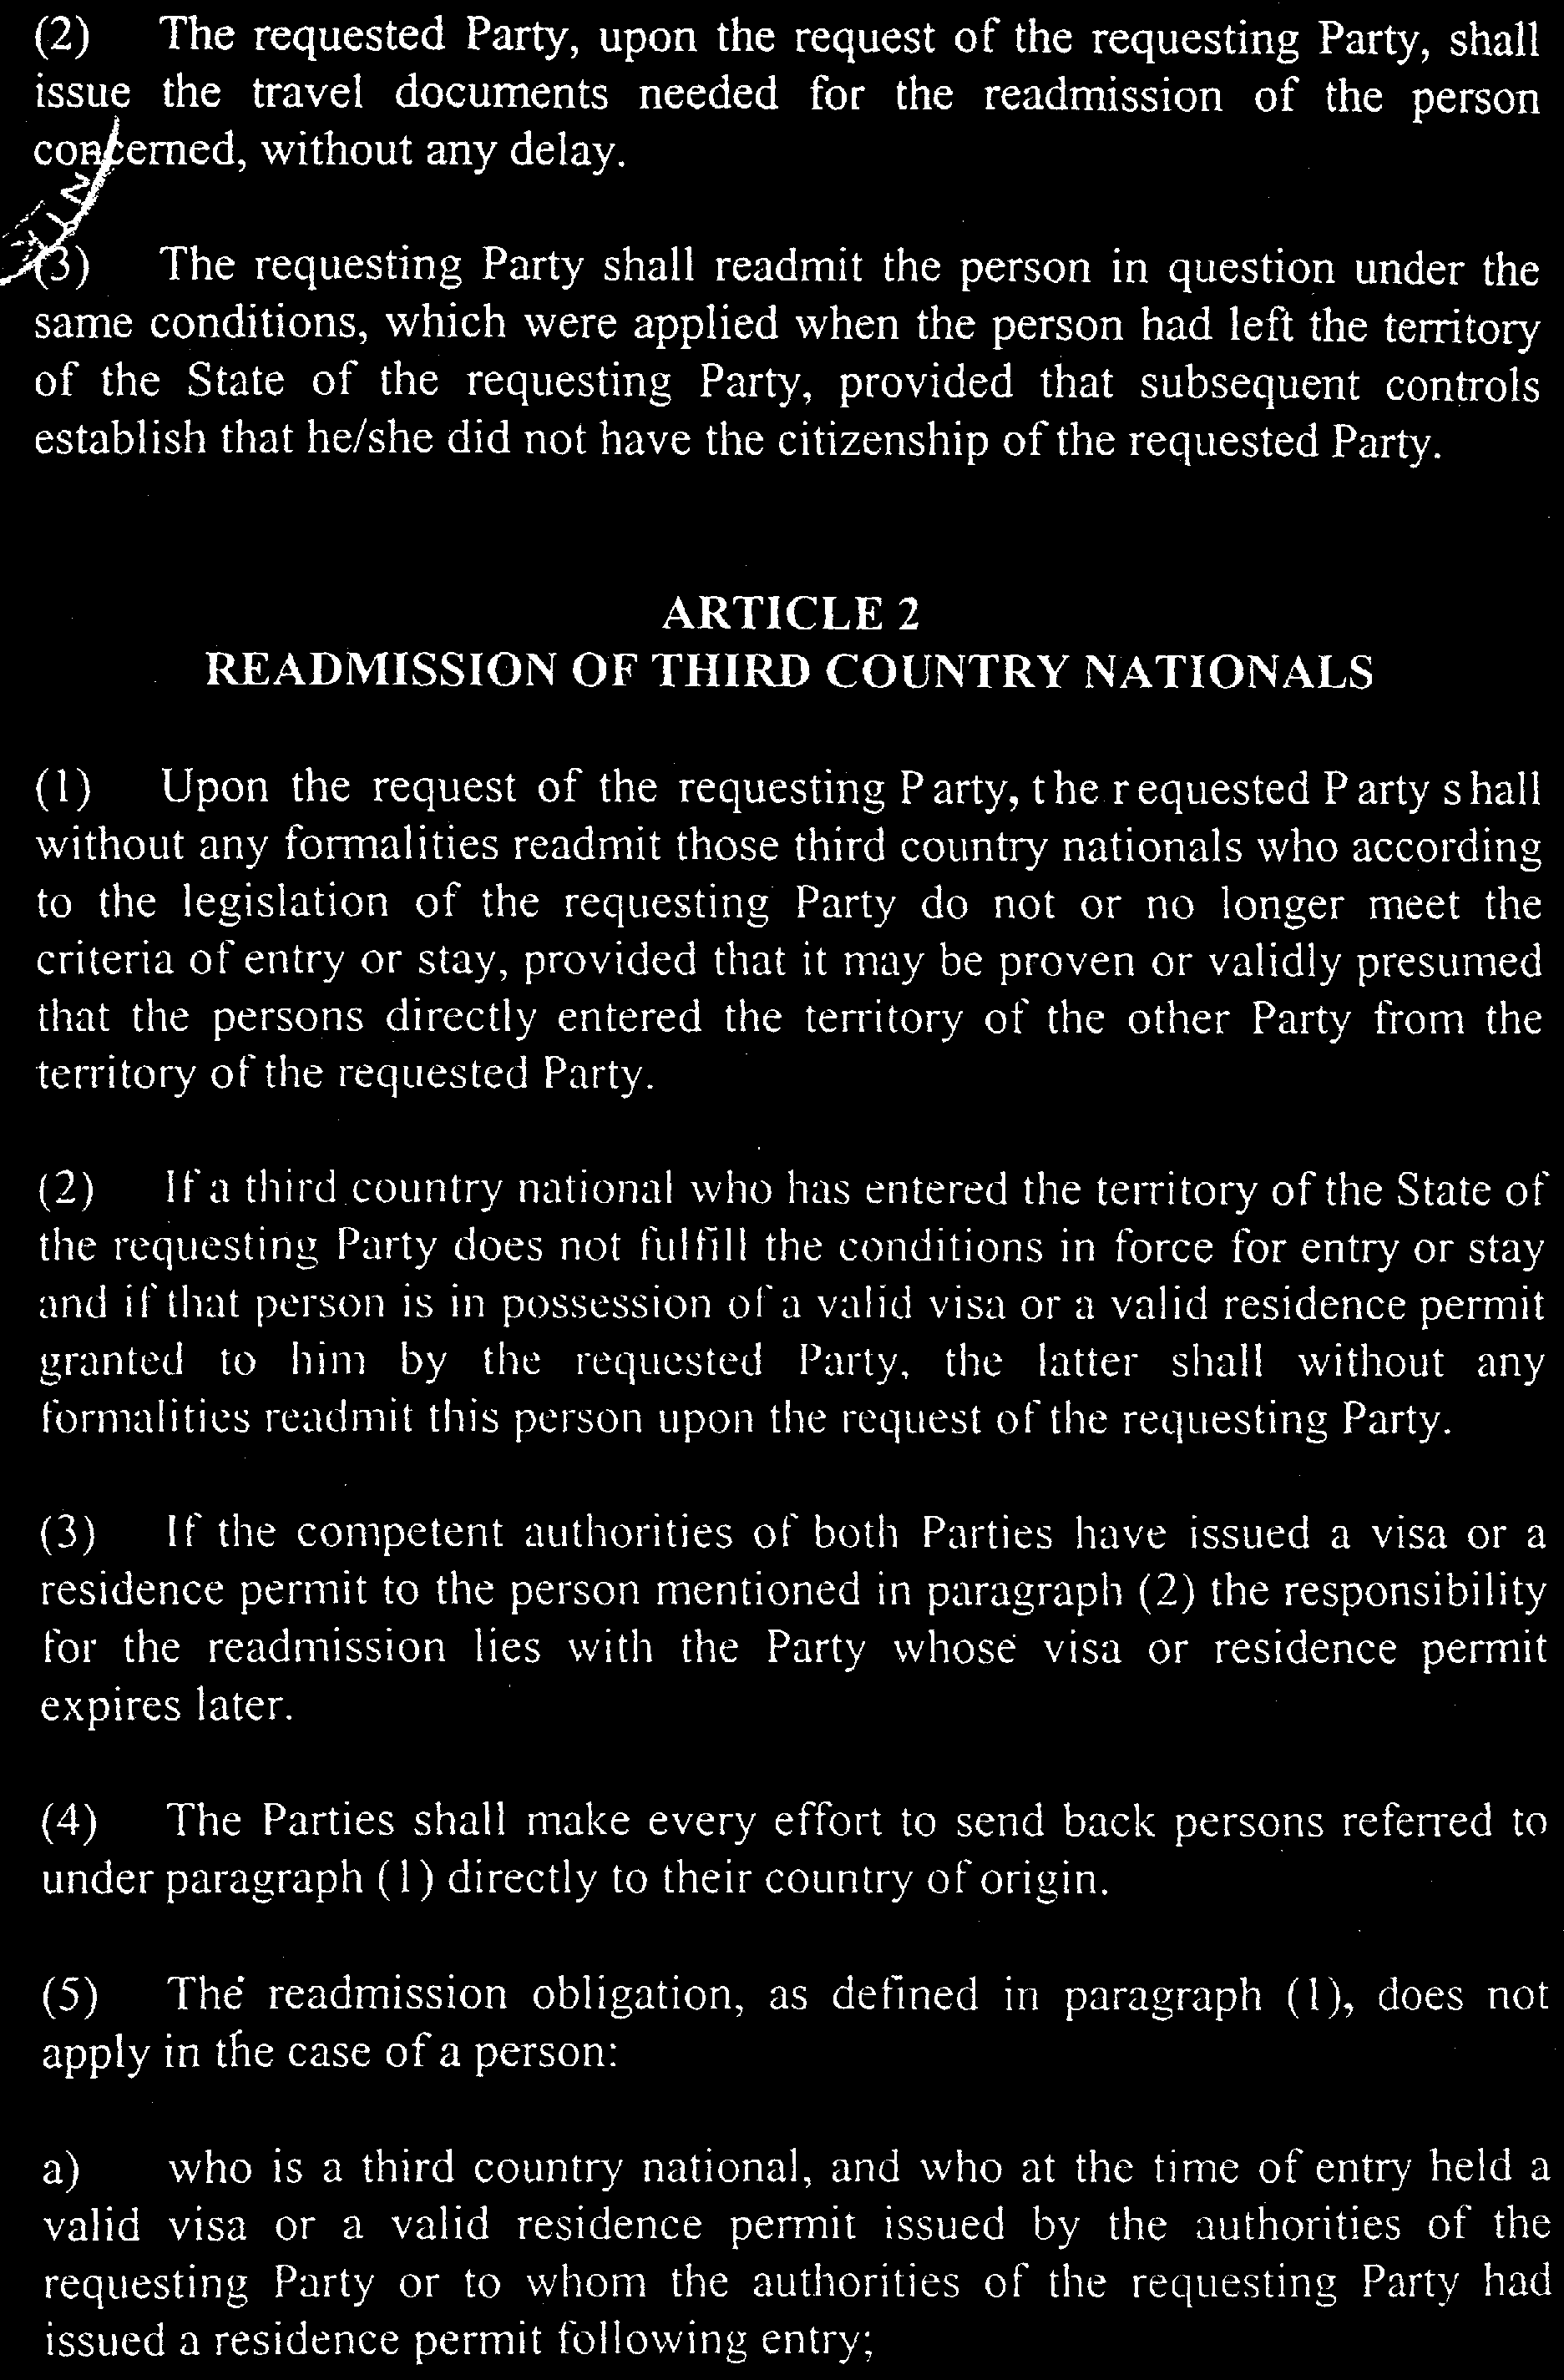 (2) The requested Party, upon the request of the requesting Party, shall
issue the travel documents needed for the readmission of the person
concerned, without any delay.
(3) The requesting Party shall readmit the person in question under the
same conditions, which were applied when the person had left the territory
of the State of the requesting Party, provided that subsequent controls
establish that he/she did not have the citizenship of the requested Party.
ARTICLE 2
READMISSION OF THIRD COUNTRY NATIONALS
(1) Upon the request of the requesting Party, the requested Party shall
without any formalities readmit those third country nationals who according
to the legislation of the requesting Party do not or no longer meet the
criteria of entry or stay, provided that it may be proven or validly presumed
that the persons directly entered the territory of the other Party from the
territory of the requested Party.
(2) If a third country national who has entered the territory of the State of
the requesting Party does not fulfill the conditions in force for entry or stay
and if that person is in possession of a valid visa or a valid residence permit
granted to him by the requested Party, the latter shall without any
formalities readmit this person upon the request of the requesting Party.
(3) If the competent authorities of both Parties have issued a visa or a
residence permit to the person mentioned in paragraph (2) the responsibility
for the readmission lies with the Party whose visa or residence permit
expires later.
(4) The Parties shall make every effort to send back persons referred to
under paragraph (1) directly to their country of origin.
(5) The readmission obligation, as defined in paragraph (1), does not
apply in the case of a person:
a) who is a third country national, and who at the time of entry held a
valid visa or a valid residence permit issued by the authorities of the
requesting Party or to whom the authorities of the requesting Party had
issued a residence permit following entry;